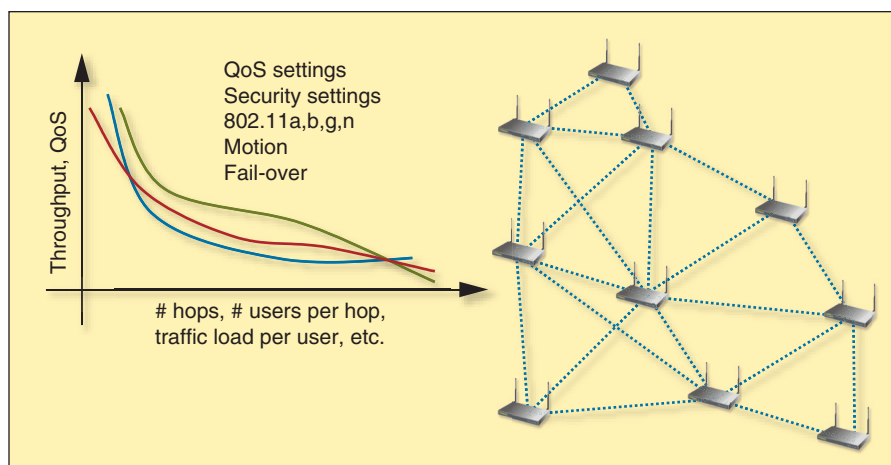 Throughput, QoS
QoS settings
Security settings
802.11a,b,g,n
Motion
Fail-over
# hops, # users per hop,
traffic load per user, etc.